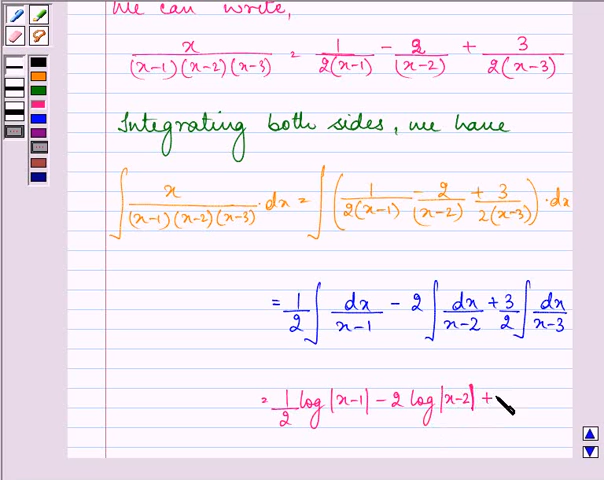 We can write,
x/((x-1)(x-2)(x-3)) = 1/(2(x-1)) - 2/(x-2) + 3/(2(x-3))
Integrating both sides, we have
∫ x/((x-1)(x-2)(x-3)) · dx = ∫ (1/(2(x-1)) - 2/(x-2) + 3/(2(x-3))) · dx
= 1/2 ∫ dx/(x-1) - 2 ∫ dx/(x-2) + 3/2 ∫ dx/(x-3)
= 1/2 log|x-1| - 2 log|x-2| +